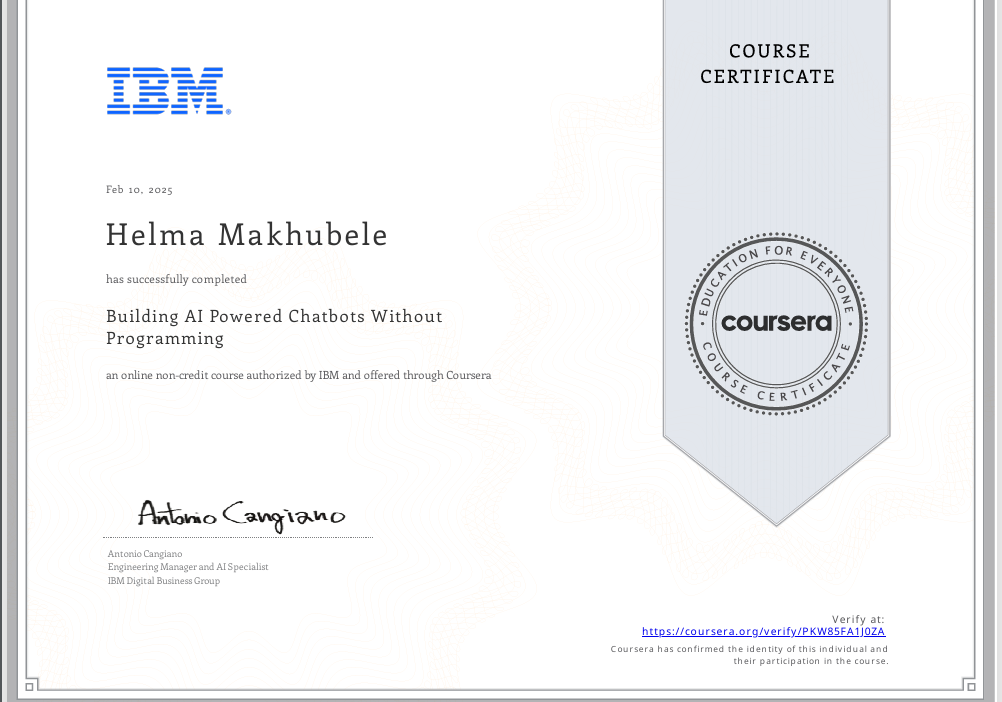 COURSE
CERTIFICATE
IBM®
Feb 10, 2025
Helma Makhubele
has successfully completed
Building AI Powered Chatbots Without
Programming
an online non-credit course authorized by IBM and offered through Coursera
EDUCATION FOR EVERYONE
coursera
COURSE CERTIFICATE
Antonio Cangiano
Antonio Cangiano
Engineering Manager and AI Specialist
IBM Digital Business Group
Verify at:
https://coursera.org/verify/PKW85FA1J0ZA
Coursera has confirmed the identity of this individual and
their participation in the course.